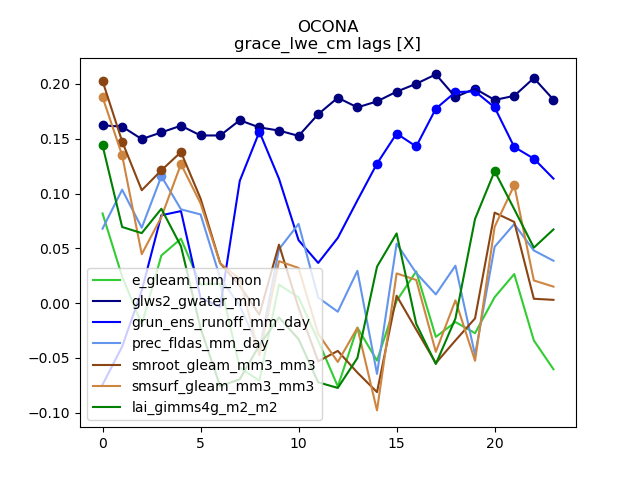 OCONA
grace_lwe_cm lags [X]
0.20
0.15
0.10
0.05
0.00
−0.05
−0.10
e_gleam_mm_mon
glws2_gwater_mm
grun_ens_runoff_mm_day
prec_fldas_mm_day
smroot_gleam_mm3_mm3
smsurf_gleam_mm3_mm3
lai_gimms4g_m2_m2
0 5 10 15 20